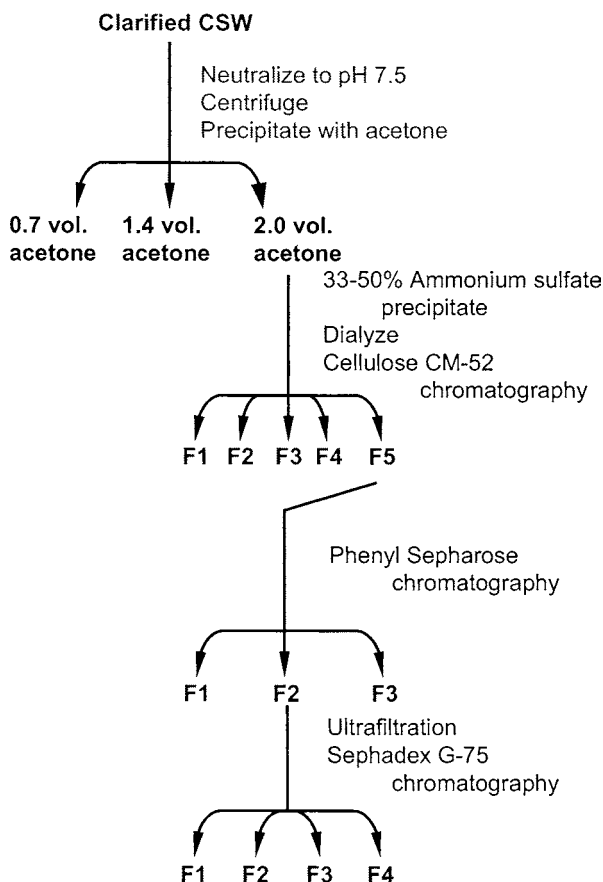 Clarified CSW
Neutralize to pH 7.5
Centrifuge
Precipitate with acetone
0.7 vol. 1.4 vol. 2.0 vol.
acetone acetone acetone
33-50% Ammonium sulfate
precipitate
Dialyze
Cellulose CM-52
chromatography
F1 F2 F3 F4 F5
Phenyl Sepharose
chromatography
F1 F2 F3
Ultrafiltration
Sephadex G-75
chromatography
F1 F2 F3 F4